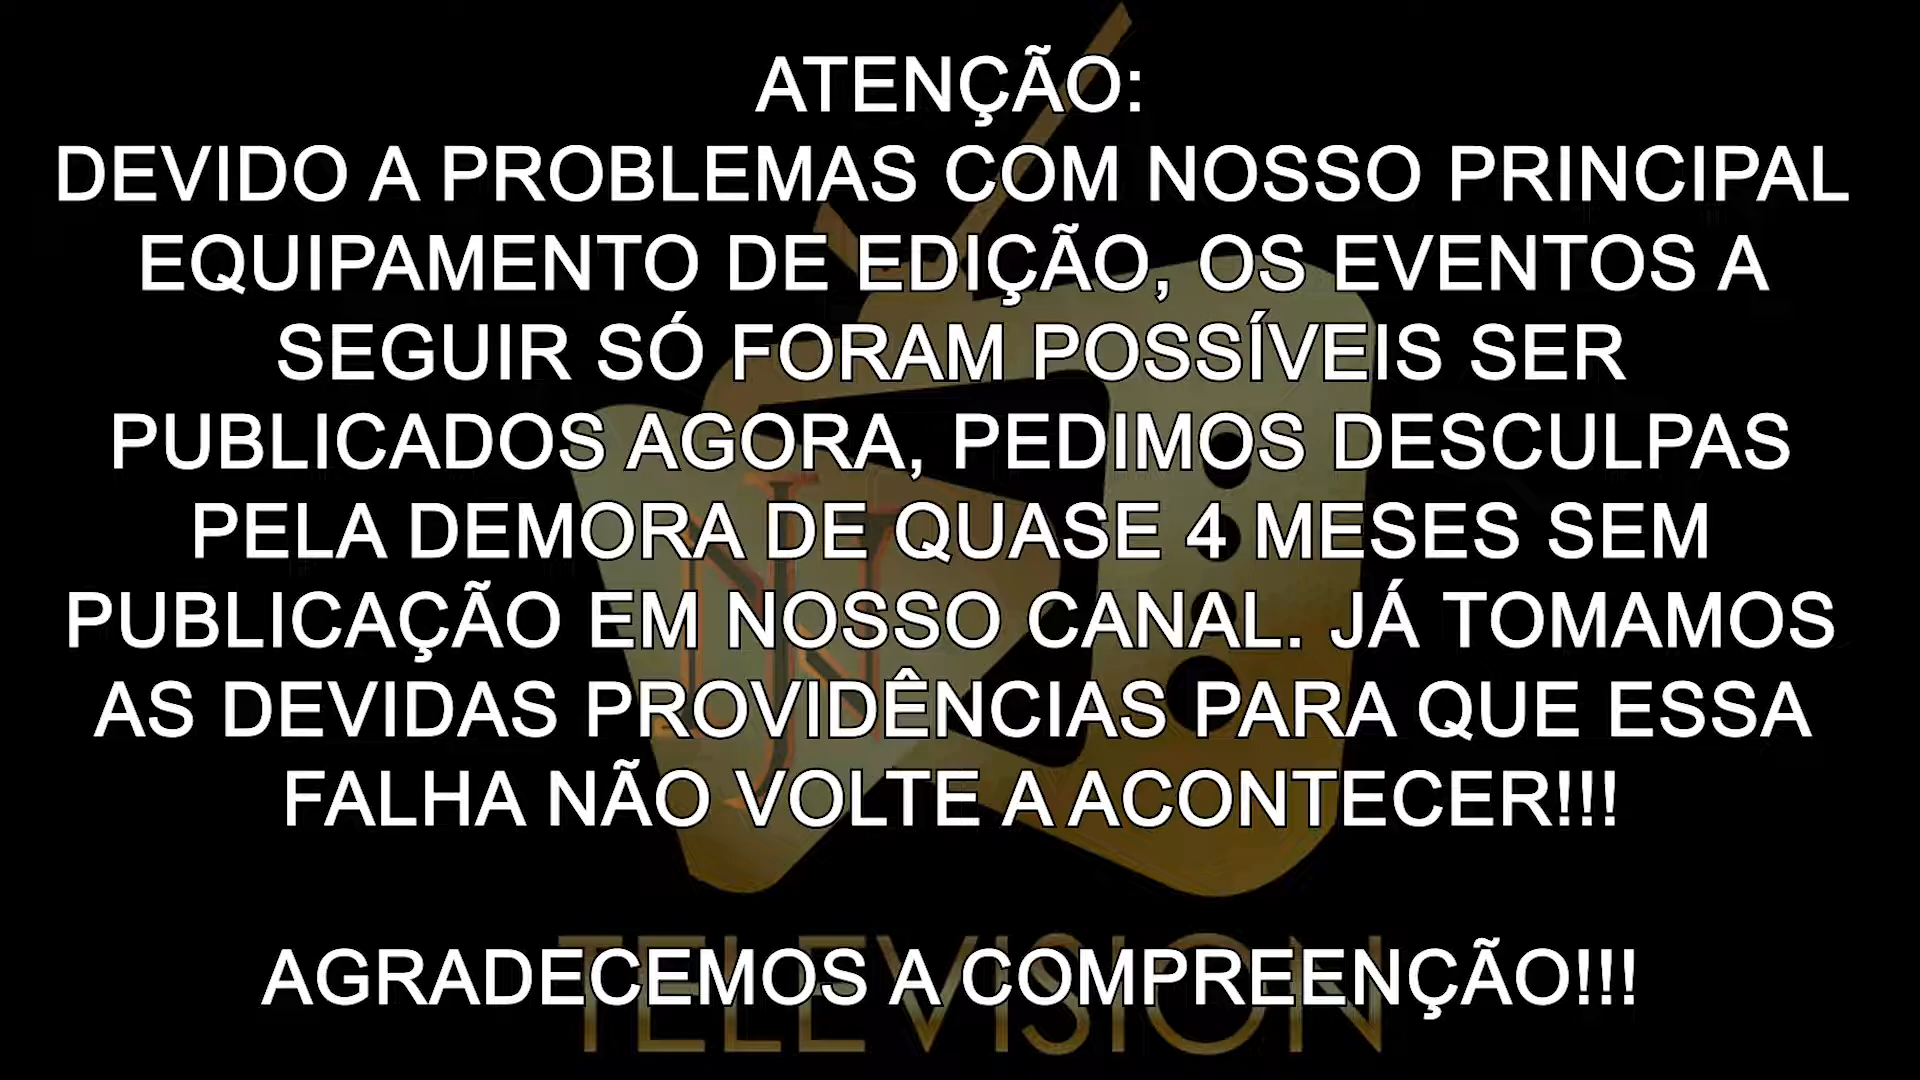 ATENÇÃO:
DEVIDO A PROBLEMAS COM NOSSO PRINCIPAL
EQUIPAMENTO DE EDIÇÃO, OS EVENTOS A
SEGUIR SÓ FORAM POSSÍVEIS SER
PUBLICADOS AGORA, PEDIMOS DESCULPAS
PELA DEMORA DE QUASE 4 MESES SEM
PUBLICAÇÃO EM NOSSO CANAL. JÁ TOMAMOS
AS DEVIDAS PROVIDÊNCIAS PARA QUE ESSA
FALHA NÃO VOLTE A ACONTECER!!!
AGRADECEMOS A COMPREENÇÃO!!!
TELEVISION